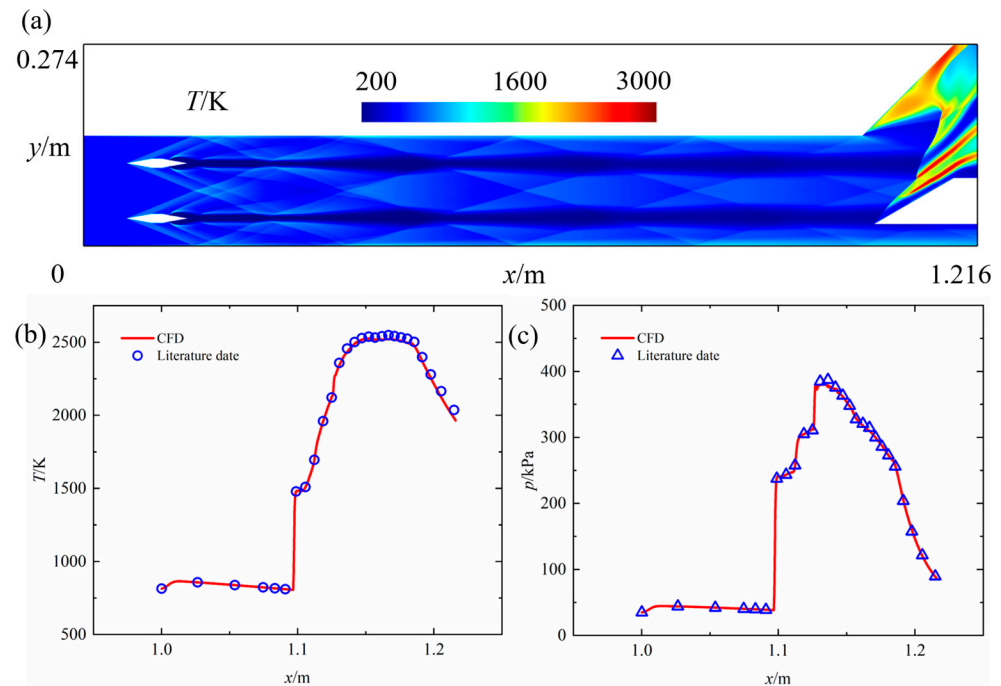 (a)
0.274
200 1600 3000
T/K
y/m
0 x/m 1.216
(b)
2500
2000
1500
1000
500
T/K
CFD
Literature date
1.0 1.1 1.2
x/m
(c)
500
400
300
200
100
0
p/kPa
CFD
Literature date
1.0 1.1 1.2
x/m